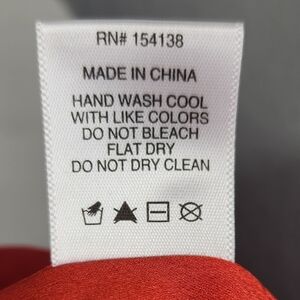 RN# 154138
MADE IN CHINA
HAND WASH COOL
WITH LIKE COLORS
DO NOT BLEACH
FLAT DRY
DO NOT DRY CLEAN